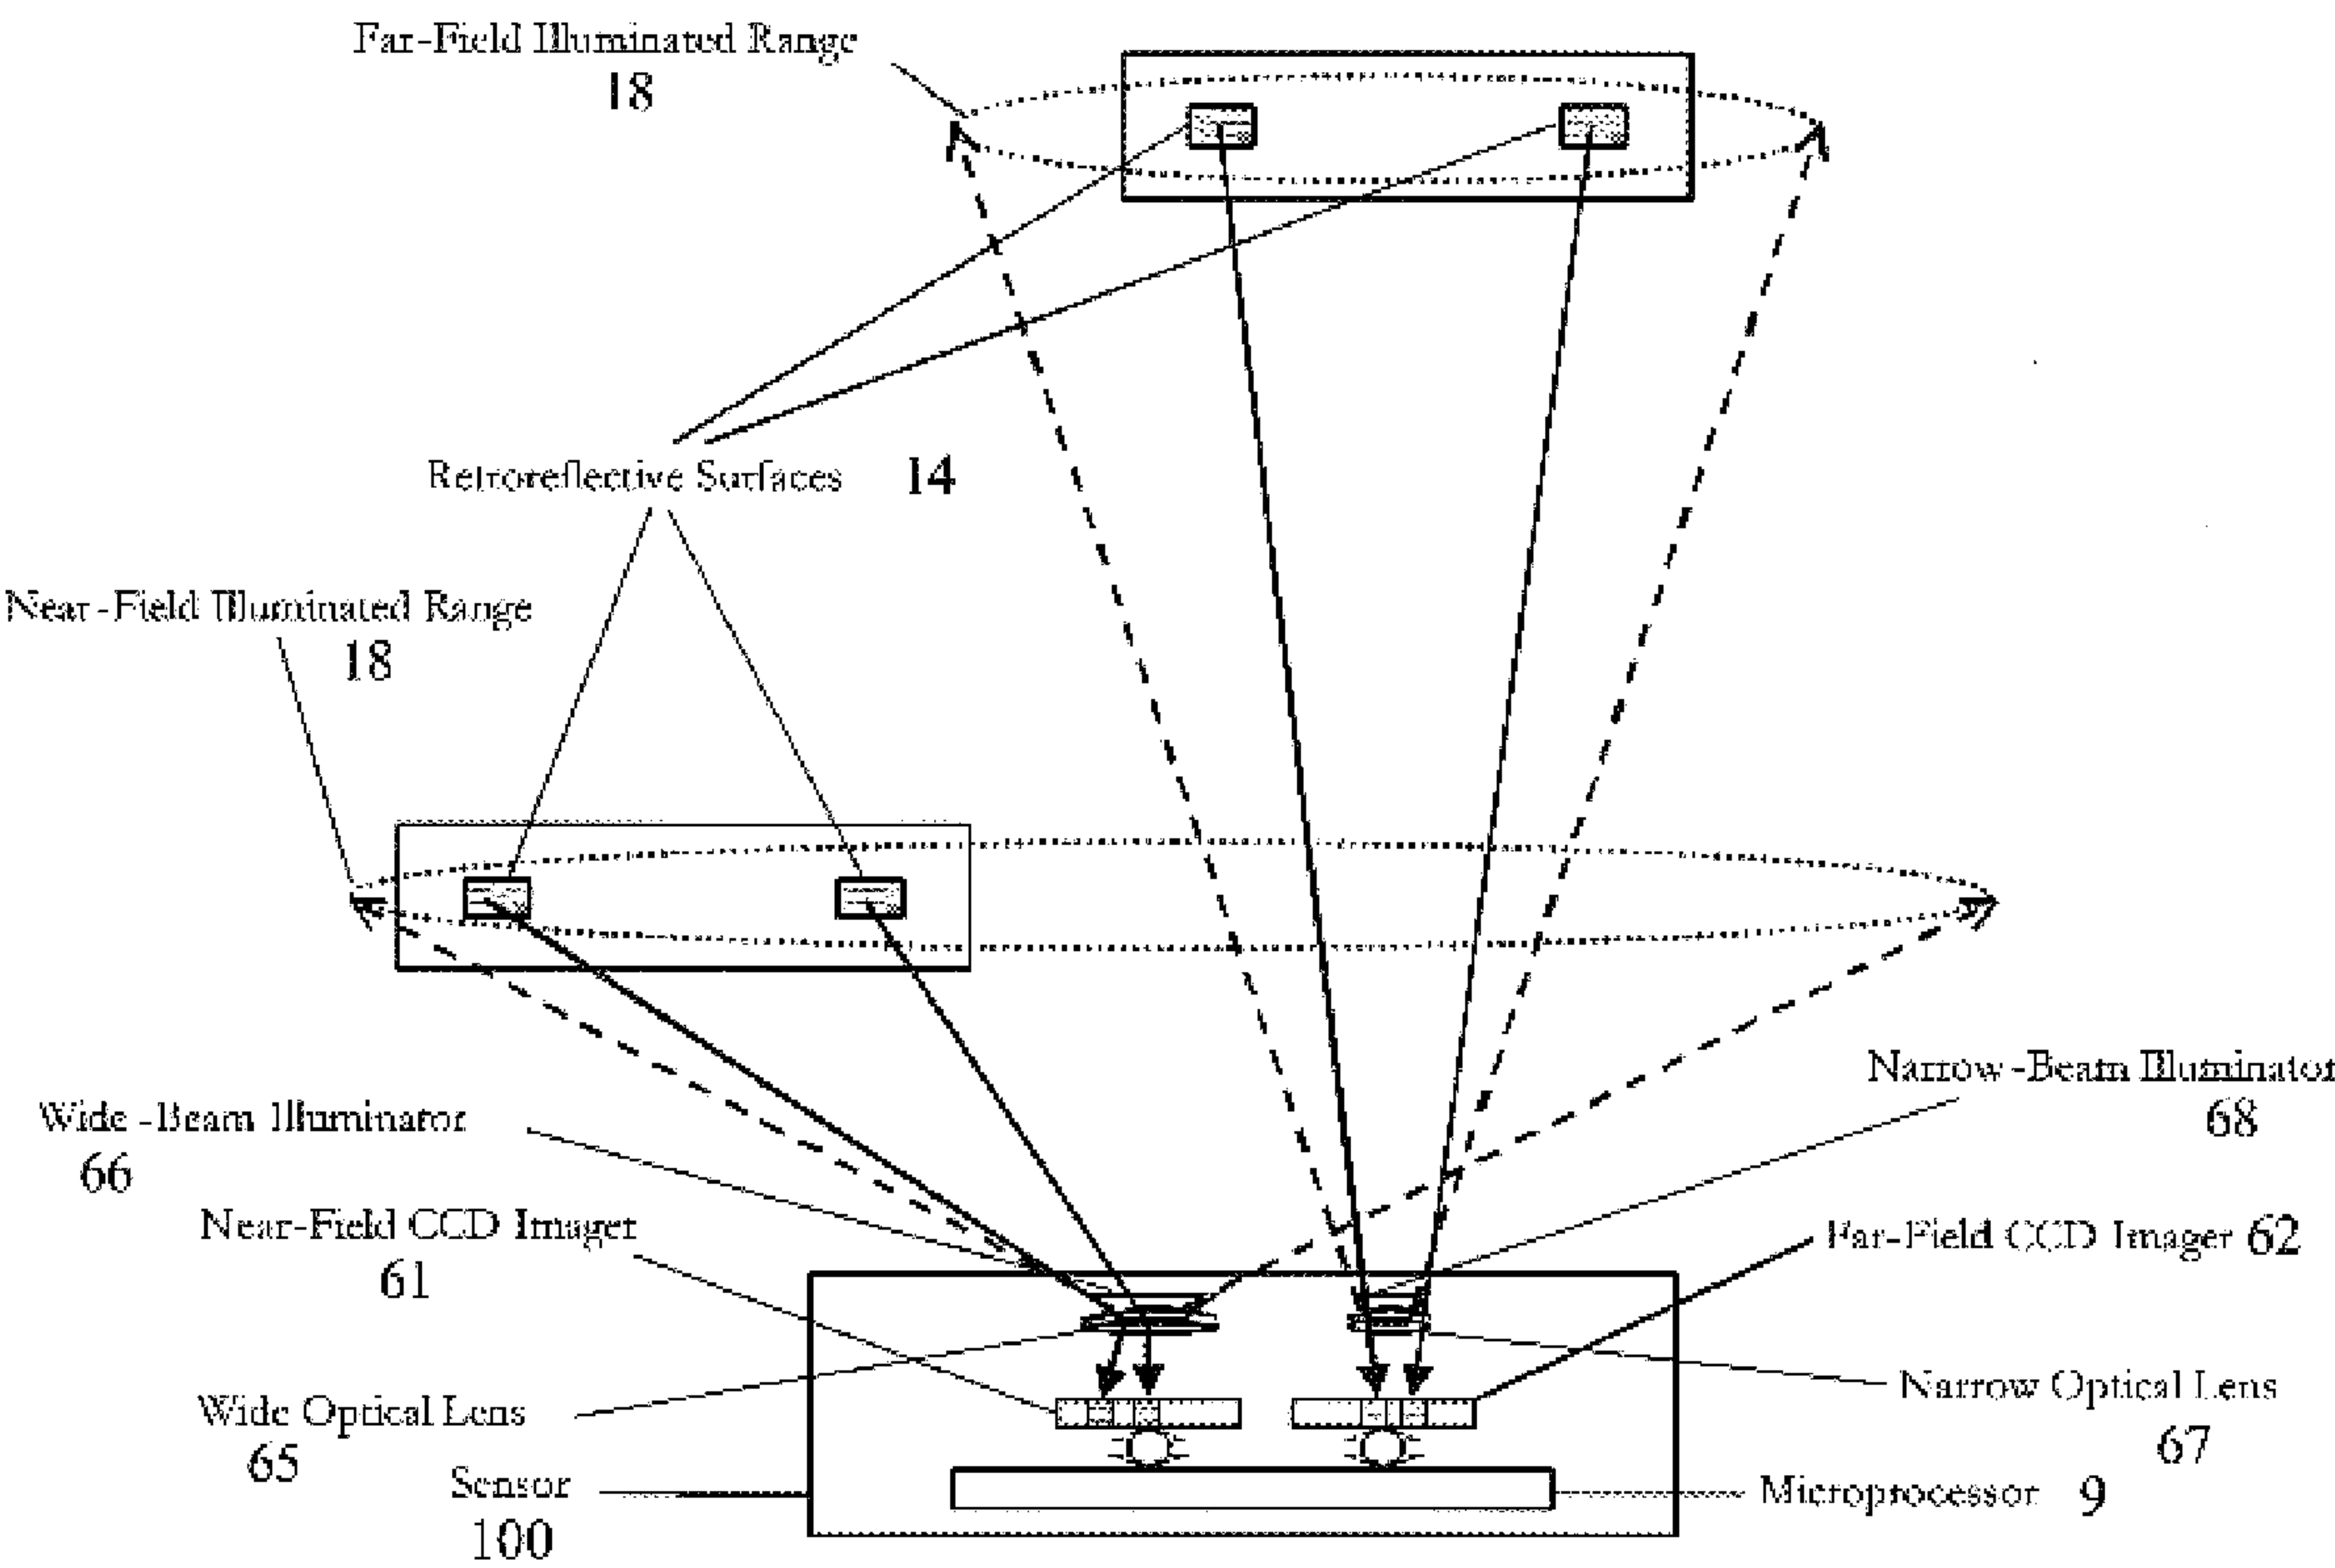 Far-Field Illuminated Range
18
Retroreflective Surfaces 14
Near-Field Illuminated Range
18
Narrow-Beam Illuminator
68
Wide-Beam Illuminator
66
Near-Field CCD Imager
61
Far-Field CCD Imager 62
Wide Optical Lens
65
Narrow Optical Lens
67
Sensor
100
Microprocessor 9